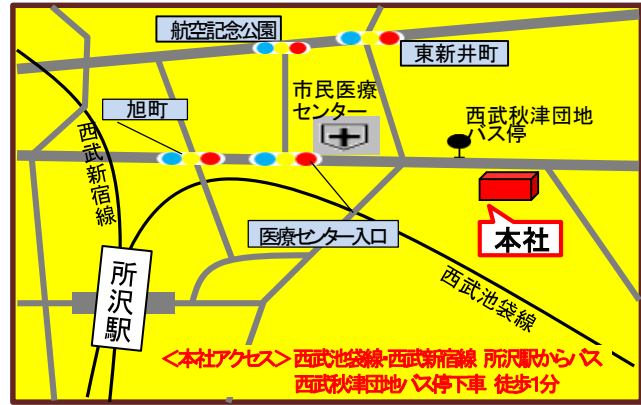 航空記念公園
東新井町
市民医療
センター
旭町
西武秋津団地
バス停
西武新宿線
医療センター入口
本社
所沢駅
西武池袋線
<本社アクセス> 西武池袋線・西武新宿線 所沢駅からバス
西武秋津団地バス停下車 徒歩1分